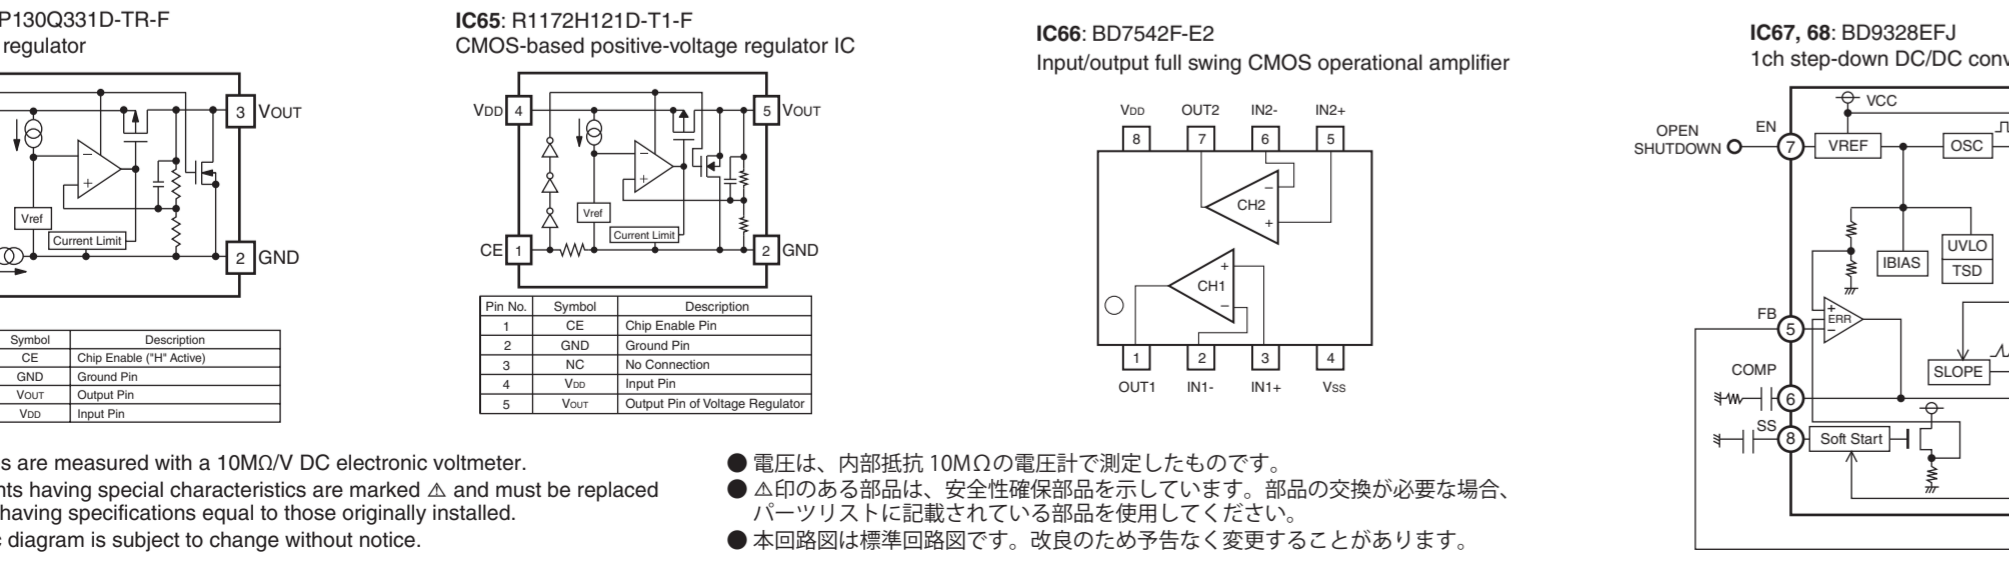 P130Q331D-TR-F
regulator
3 VOUT
Vref
Current Limit
2 GND
Symbol Description
CE Chip Enable ("H" Active)
GND Ground Pin
VOUT Output Pin
VDD Input Pin
IC65: R1172H121D-T1-F
CMOS-based positive-voltage regulator IC
VDD 4
5 VOUT
Vref
Current Limit
CE 1
2 GND
Pin No. Symbol Description
1 CE Chip Enable Pin
2 GND Ground Pin
3 NC No Connection
4 VDD Input Pin
5 VOUT Output Pin of Voltage Regulator
IC66: BD7542F-E2
Input/output full swing CMOS operational amplifier
VDD OUT2 IN2- IN2+
8 7 6 5
CH2
CH1
1 2 3 4
OUT1 IN1- IN1+ VSS
IC67, 68: BD9328EFJ
1ch step-down DC/DC conv
VCC
OPEN
SHUTDOWN
EN
7
VREF
OSC
IBIAS
UVLO
TSD
FB
5
ERR
SLOPE
COMP
6
SS
8
Soft Start
s are measured with a 10MΩ/V DC electronic voltmeter.
nts having special characteristics are marked ⚠ and must be replaced
having specifications equal to those originally installed.
c diagram is subject to change without notice.
● 電圧は、内部抵抗 10MΩの電圧計で測定したものです。
● ⚠印のある部品は、安全性確保部品を示しています。部品の交換が必要な場合、
パーツリストに記載されている部品を使用してください。
● 本回路図は標準回路図です。改良のため予告なく変更することがあります。